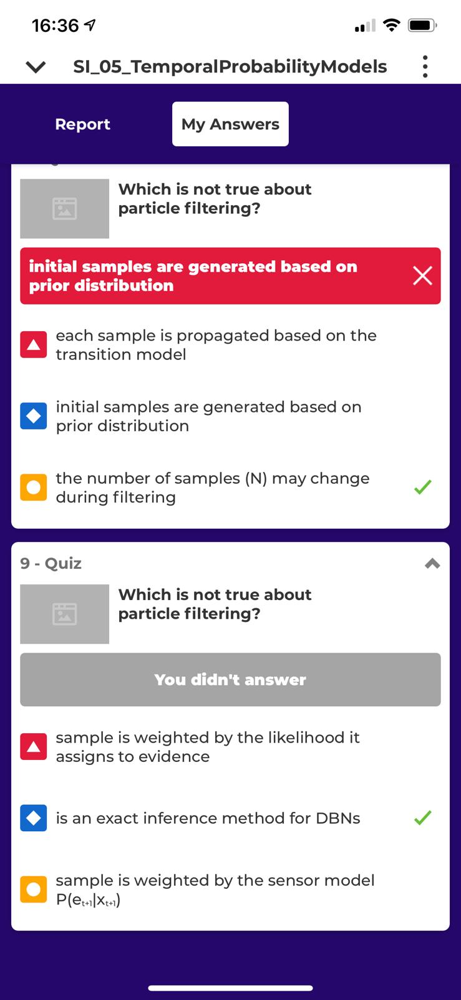 16:36
SI_05_TemporalProbabilityModels
Report
My Answers
Which is not true about
particle filtering?
initial samples are generated based on
prior distribution
each sample is propagated based on the
transition model
initial samples are generated based on
prior distribution
the number of samples (N) may change
during filtering
9 - Quiz
Which is not true about
particle filtering?
You didn't answer
sample is weighted by the likelihood it
assigns to evidence
is an exact inference method for DBNs
sample is weighted by the sensor model
P(eₜ₊₁|xₜ₊₁)